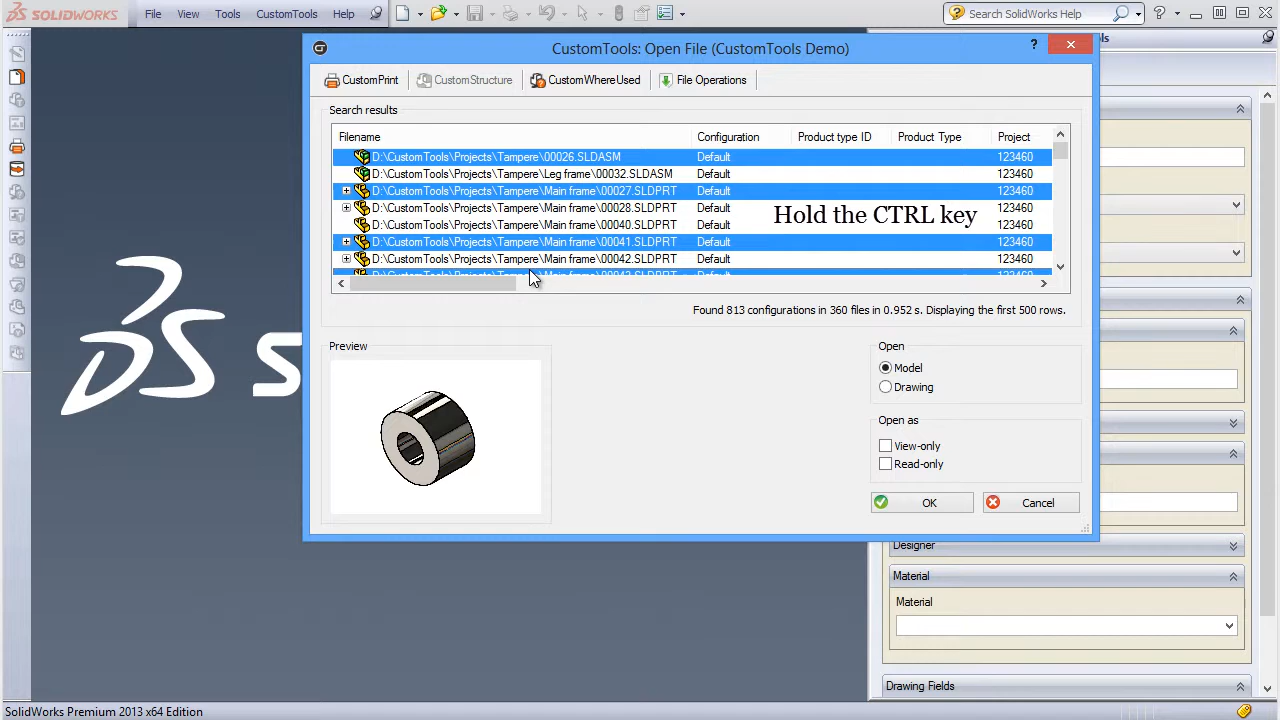 SOLIDWORKS File View Tools CustomTools Help Search SolidWorks Help
CustomTools: Open File (CustomTools Demo)
CustomPrint CustomStructure CustomWhereUsed File Operations
Search results
Filename Configuration Product type ID Product Type Project
D:\CustomTools\Projects\Tampere\00026.SLDASM Default 123460
D:\CustomTools\Projects\Tampere\Leg frame\00032.SLDASM Default 123460
D:\CustomTools\Projects\Tampere\Main frame\00027.SLDPRT Default 123460
D:\CustomTools\Projects\Tampere\Main frame\00028.SLDPRT Default 123460
Hold the CTRL key
D:\CustomTools\Projects\Tampere\Main frame\00040.SLDPRT Default 123460
D:\CustomTools\Projects\Tampere\Main frame\00041.SLDPRT Default 123460
D:\CustomTools\Projects\Tampere\Main frame\00042.SLDPRT Default 123460
Found 813 configurations in 360 files in 0.952 s. Displaying the first 500 rows.
Preview
Open
Model
Drawing
Open as
View-only
Read-only
OK Cancel
Designer
Material
Material
Drawing Fields
SolidWorks Premium 2013 x64 Edition